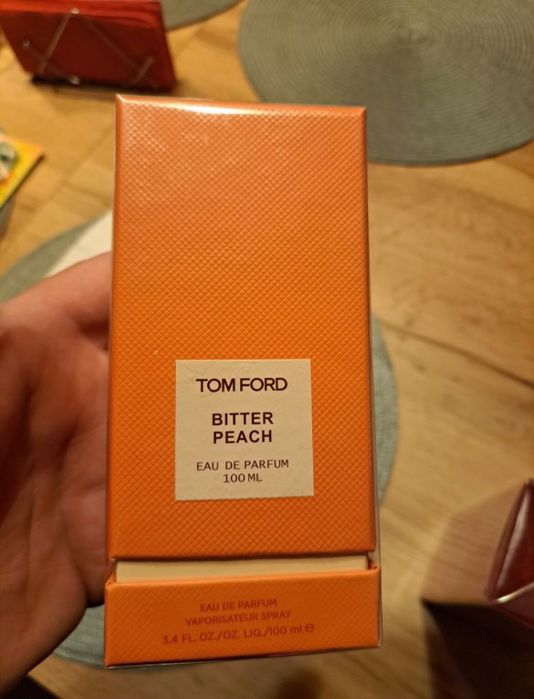 TOM FORD
BITTER
PEACH
EAU DE PARFUM
100 ML
EAU DE PARFUM
VAPORISATEUR SPRAY
3.4 FL. OZ./OZ. LIQ./100 ml ℮